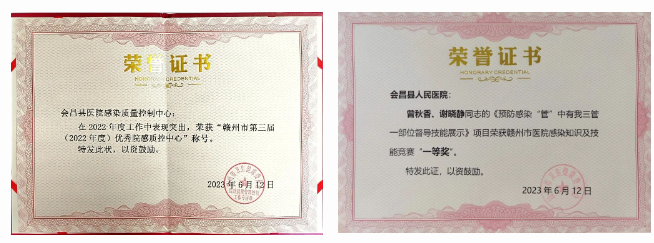 荣誉证书
HONORARY CREDENTIAL
会昌县医院感染质量控制中心：
在2022年度工作中表现突出，荣获“赣州市第三届
（2022年度）优秀院感质控中心”称号。
特发此状，以资鼓励。
2023年6月12日
荣誉证书
HONORARY CREDENTIAL
会昌县人民医院：
曾秋香、谢晓静同志的《预防感染“管”中有我三管
一部位督导技能展示》项目荣获赣州市医院感染知识及技
能竞赛“一等奖”。
特发此证，以资鼓励。
2023年6月12日